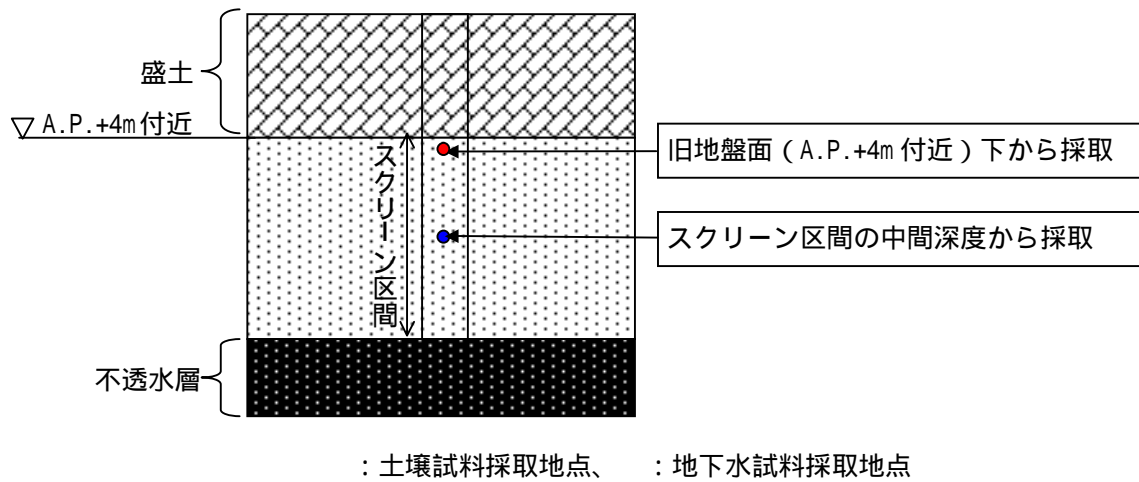 盛土
A.P.+4m付近
スクリーン区間
旧地盤面（A.P.+4m 付近）下から採取
スクリーン区間の中間深度から採取
不透水層
：土壌試料採取地点、　：地下水試料採取地点